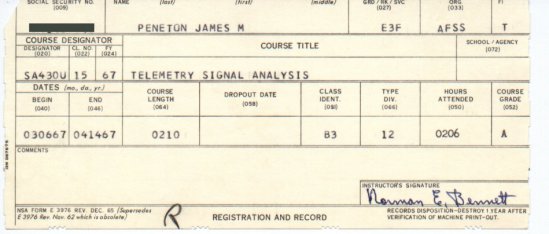 SOCIAL SECURITY NO. NAME (last) (first) (middle) GRD / RK / SVC ORG
(009) (027) (033)
PENETON JAMES M E3F AFSS T
COURSE DESIGNATOR COURSE TITLE SCHOOL / AGENCY
DESIGNATOR CL NO FY (072)
(020) (022) (024)
SA430U 15 67 TELEMETRY SIGNAL ANALYSIS
DATES (mo., da., yr.) COURSE LENGTH DROPOUT DATE CLASS IDENT. TYPE DIV. HOURS ATTENDED COURSE GRADE
BEGIN END (064) (058) (081) (066) (050) (052)
(040) (046)
030667 041467 0210 B3 12 0206 A
COMMENTS
INSTRUCTOR'S SIGNATURE
Norman E. Bennett
NSA FORM E 3976 REV. DEC. 65 (Supersedes
E 3976 Rev. Nov. 62 which is obsolete)
R
REGISTRATION AND RECORD
RECORDS DISPOSITION-DESTROY 1 YEAR AFTER
VERIFICATION OF MACHINE PRINT-OUT.